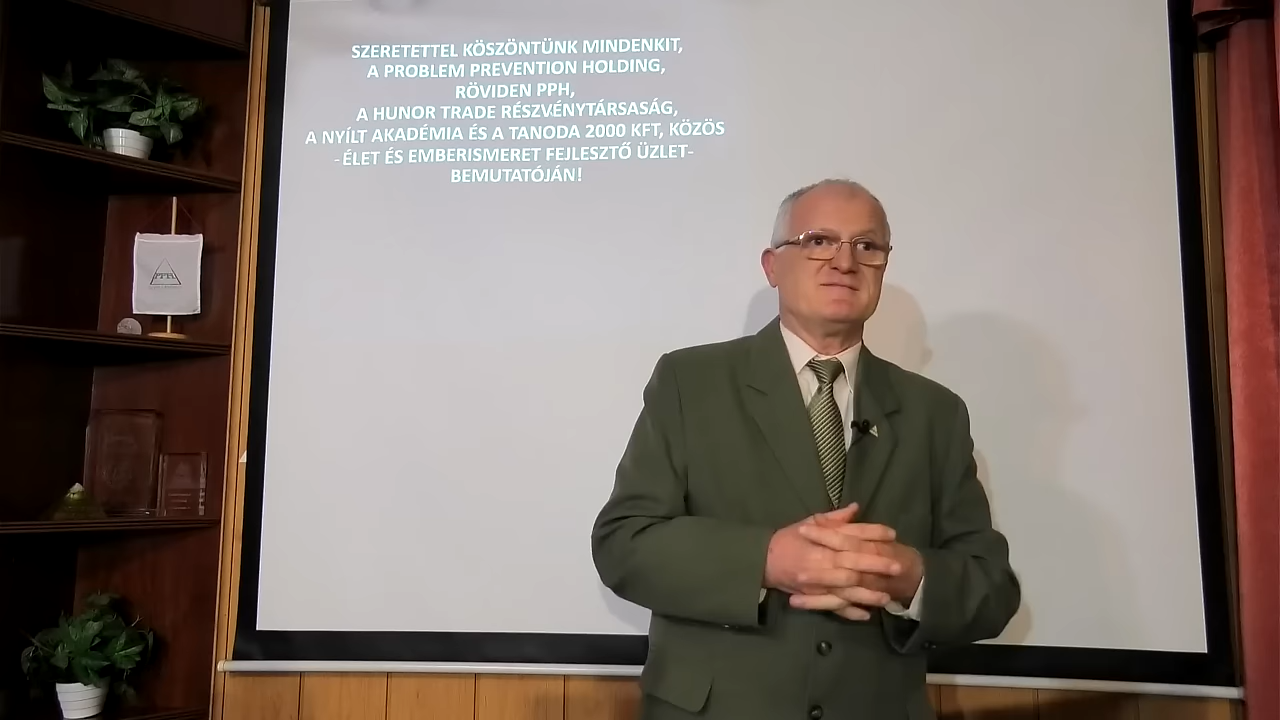 SZERETETTEL KÖSZÖNTÜNK MINDENKIT,
A PROBLEM PREVENTION HOLDING,
RÖVIDEN PPH,
A HUNOR TRADE RÉSZVÉNYTÁRSASÁG,
A NYÍLT AKADÉMIA ÉS A TANODA 2000 KFT, KÖZÖS
-ÉLET ÉS EMBERISMERET FEJLESZTŐ ÜZLET-
BEMUTATÓJÁN!